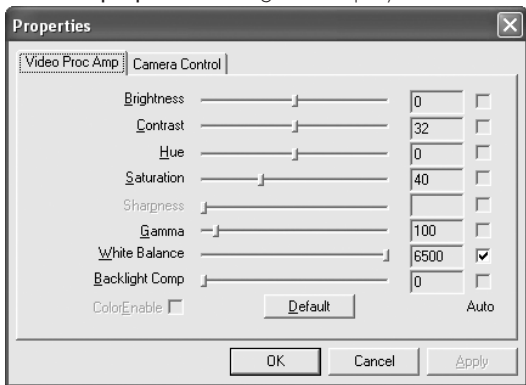 Properties
Video Proc Amp Camera Control
Brightness 0
Contrast 32
Hue 0
Saturation 40
Sharpness
Gamma 100
White Balance 6500
Backlight Comp 0
ColorEnable Default Auto
OK Cancel Apply